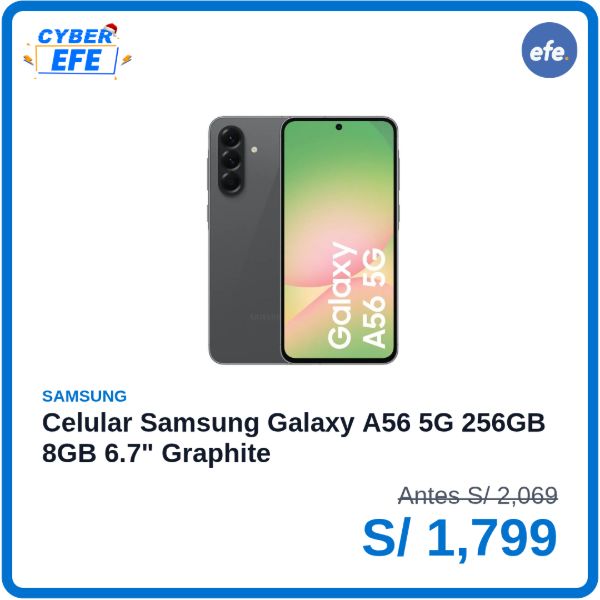 CYBER
EFE
efe.
Galaxy
A56 5G
SAMSUNG
SAMSUNG
Celular Samsung Galaxy A56 5G 256GB
8GB 6.7" Graphite
Antes S/ 2,069
S/ 1,799